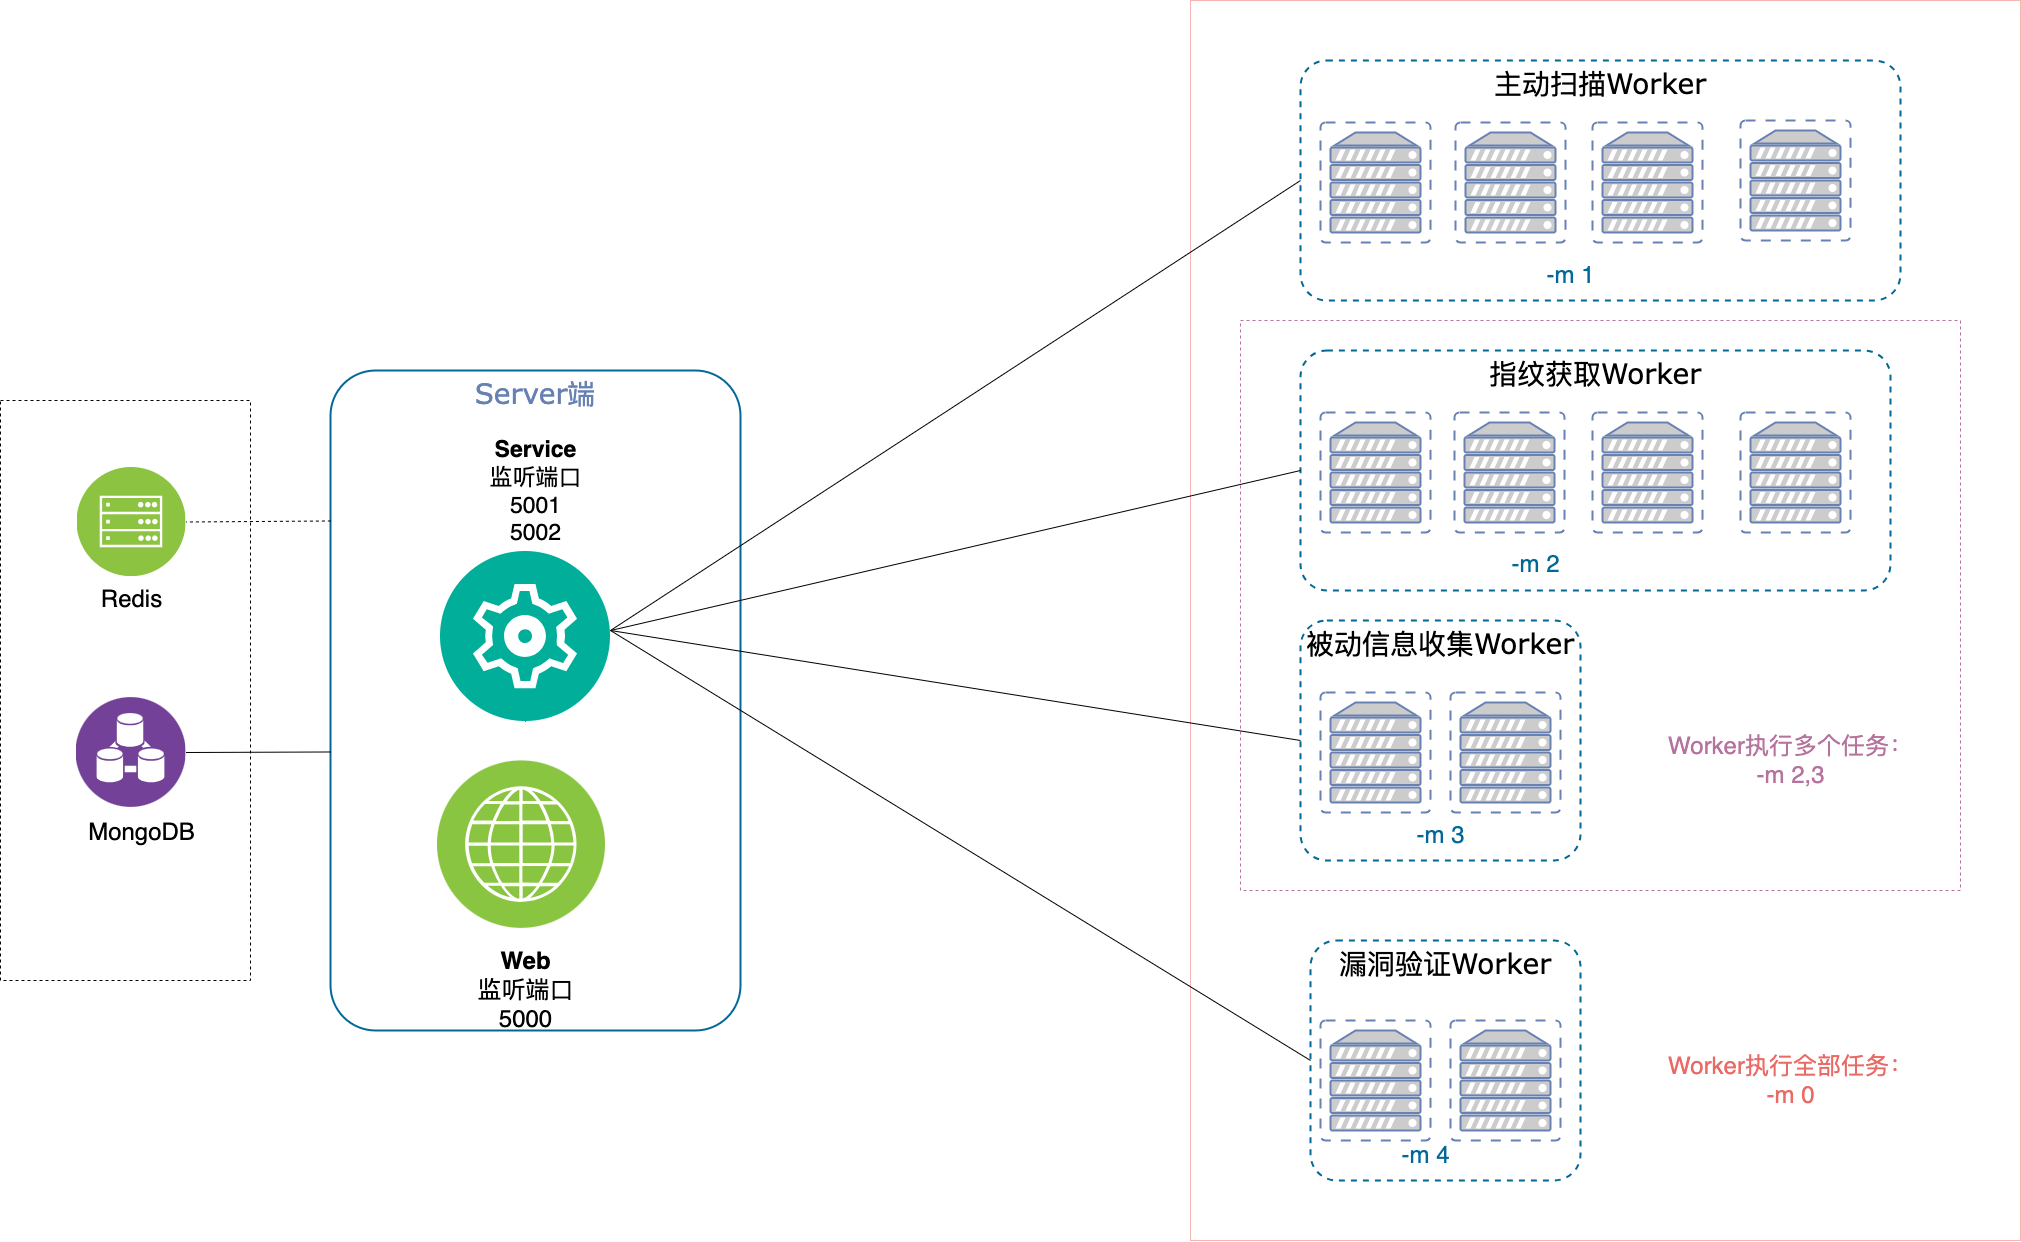 Redis
MongoDB
Server端
Service
监听端口
5001
5002
Web
监听端口
5000
主动扫描Worker
-m 1
指纹获取Worker
-m 2
被动信息收集Worker
-m 3
Worker执行多个任务：
-m 2,3
漏洞验证Worker
-m 4
Worker执行全部任务：
-m 0